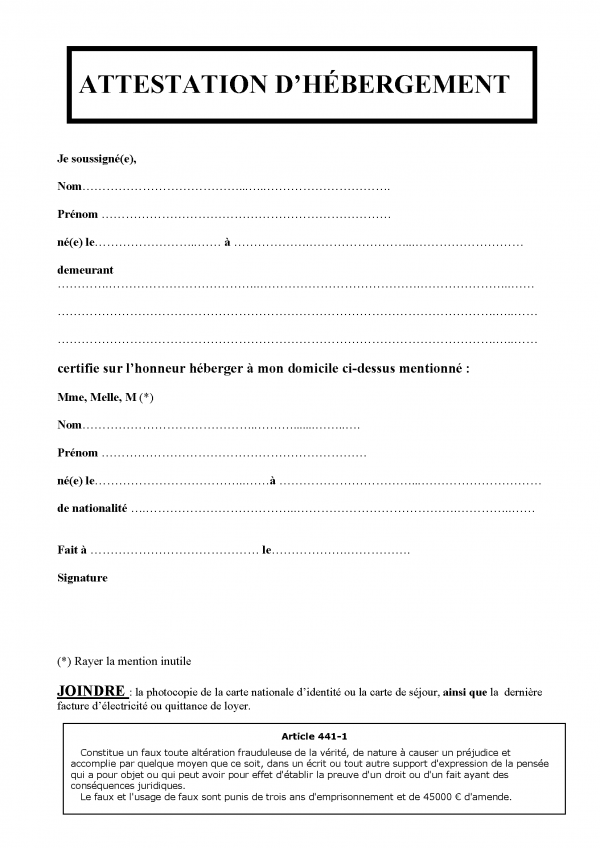 ATTESTATION D’HÉBERGEMENT
Je soussigné(e),
Nom…………………………………..…..………………………….
Prénom ………………………………………………………………
né(e) le……………………..…… à ……………….…………………...………………………
demeurant
………….………………………………..………………………………….………………….…..……
…………………………………………………………………………………………………..…..……
…………………………………………………………………………………………………..…..……
certifie sur l’honneur héberger à mon domicile ci-dessus mentionné :
Mme, Melle, M (*)
Nom…………………………………….……….......……..….
Prénom …………………………………………………………
né(e) le………………………………..……à ……………………………...…………………………
de nationalité ….………………………………..………………………………….…………..……
Fait à …………………………………… le……………….……………
Signature
(*) Rayer la mention inutile
JOINDRE : la photocopie de la carte nationale d’identité ou la carte de séjour, ainsi que la dernière
facture d’électricité ou quittance de loyer.
Article 441-1
Constitue un faux toute altération frauduleuse de la vérité, de nature à causer un préjudice et
accomplie par quelque moyen que ce soit, dans un écrit ou tout autre support d'expression de la pensée
qui a pour objet ou qui peut avoir pour effet d'établir la preuve d'un droit ou d'un fait ayant des
conséquences juridiques.
Le faux et l'usage de faux sont punis de trois ans d'emprisonnement et de 45000 € d'amende.